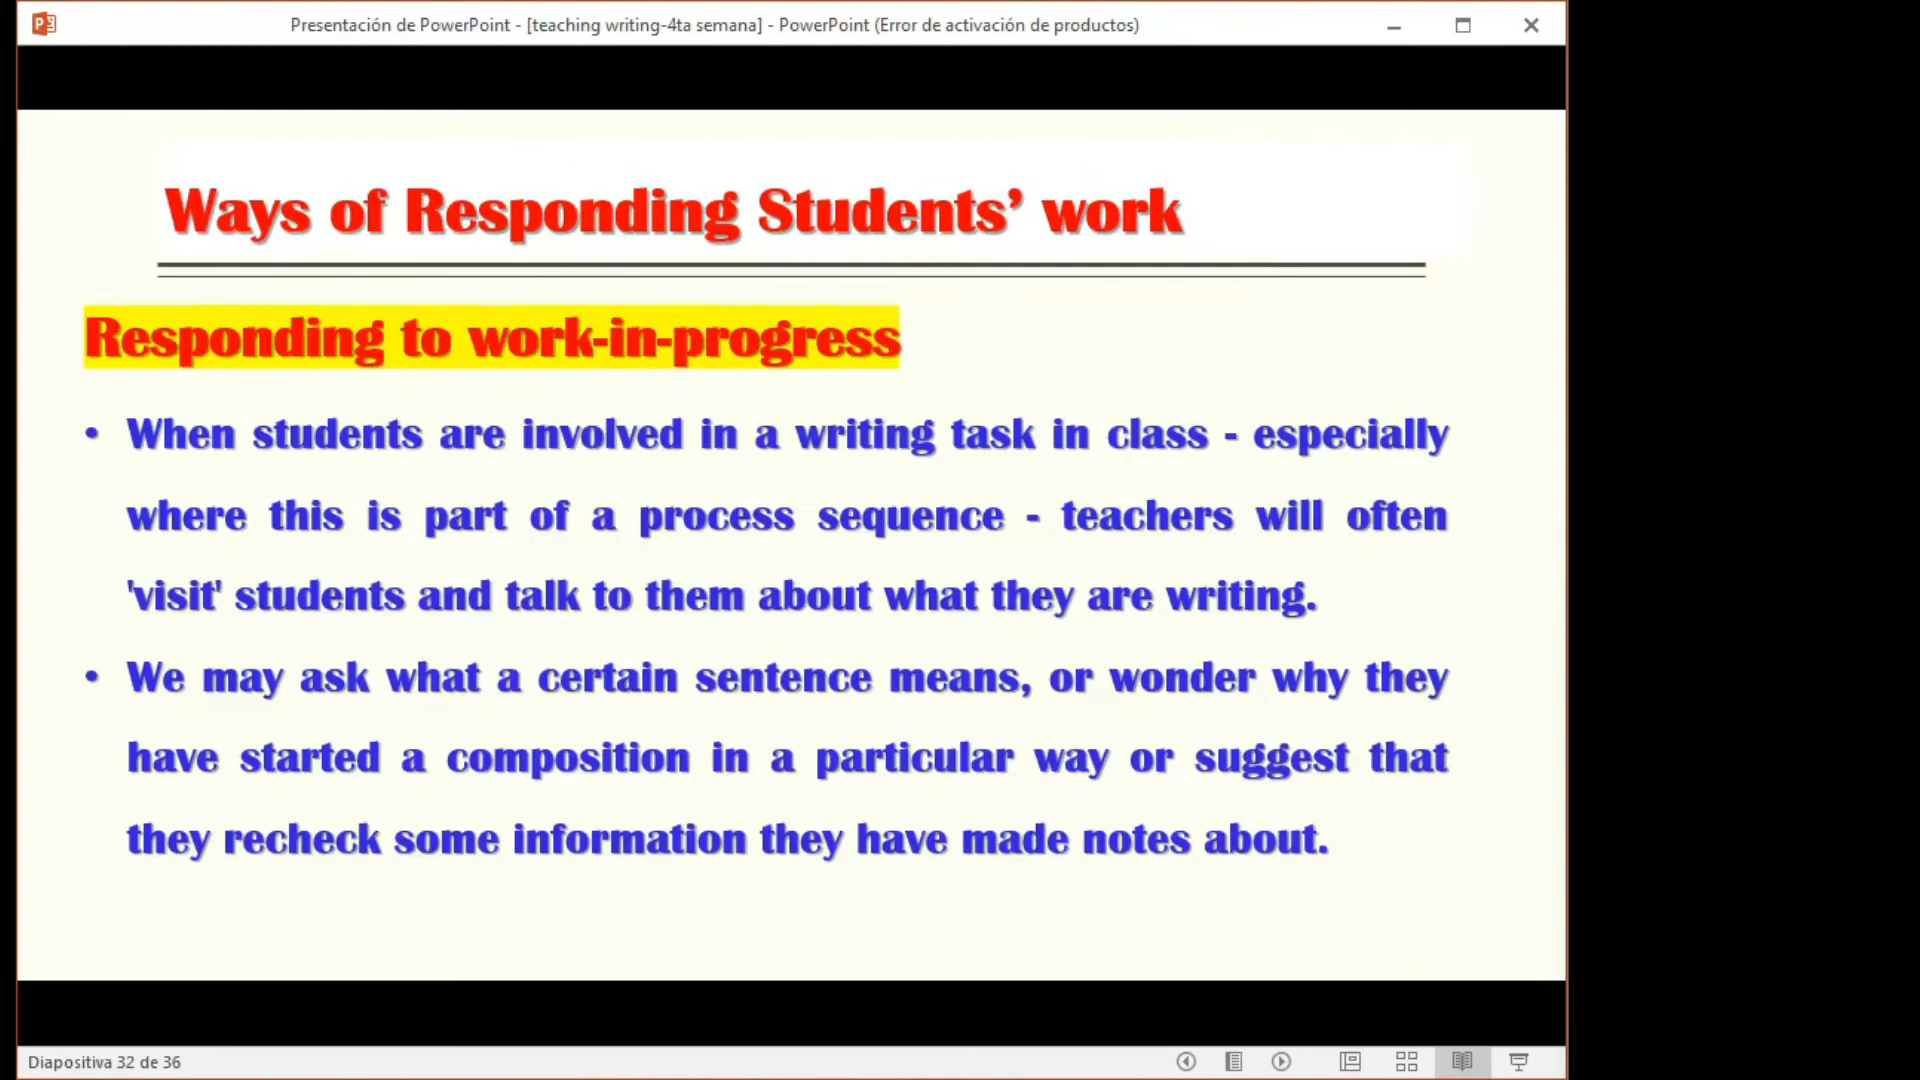 Presentación de PowerPoint - [teaching writing-4ta semana] - PowerPoint (Error de activación de productos)
Ways of Responding Students’ work
Responding to work-in-progress
• When students are involved in a writing task in class - especially
where this is part of a process sequence - teachers will often
'visit' students and talk to them about what they are writing.
• We may ask what a certain sentence means, or wonder why they
have started a composition in a particular way or suggest that
they recheck some information they have made notes about.
Diapositiva 32 de 36